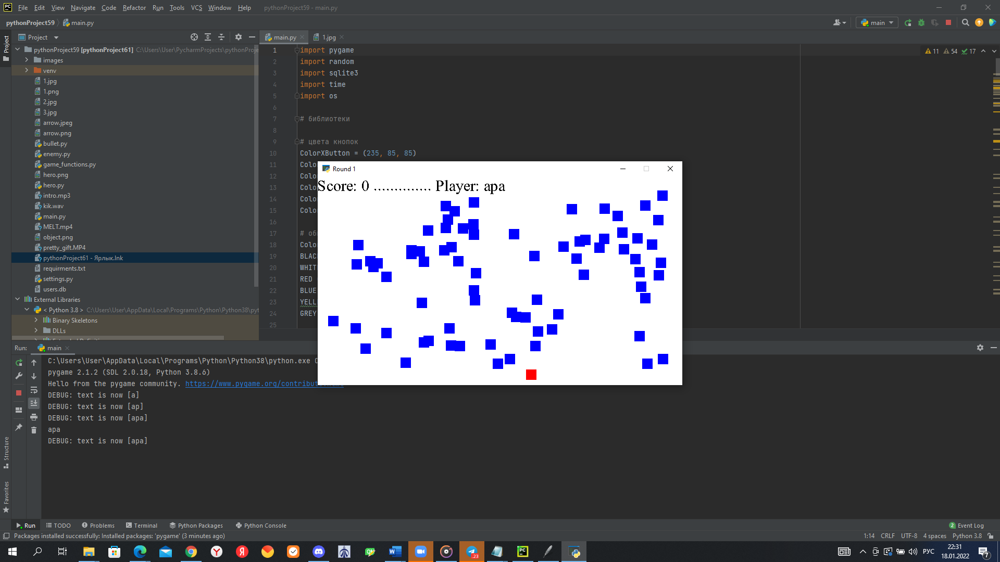 File Edit View Navigate Code Refactor Run Tools VCS Window Help pythonProject59 - main.py
pythonProject59 main.py
main
Project
main.py
1.jpg
Project
pythonProject59 [pythonProject61] C:\Users\User\PycharmProjects\pythonProje
images
venv
1.jpg
1.png
2.jpg
3.jpg
arrow.jpeg
arrow.png
bullet.py
enemy.py
game_functions.py
hero.png
hero.py
intro.mp3
kik.wav
main.py
MELT.mp4
object.png
pretty_gift.MP4
pythonProject61 - Ярлык.lnk
requirments.txt
settings.py
users.db
External Libraries
< Python 3.8 > C:\Users\User\AppData\Local\Programs\Python\Python38\pyt
Binary Skeletons
DLLs
11 54 17
1 import pygame
2 import random
3 import sqlite3
4 import time
5 import os
6
7 # библиотеки
8
9 # цвета кнопок
10 ColorXButton = (235, 85, 85)
11 Colo
12 Colo
13 Colo
14 Colo
15 Colo
16
17 # об
18 Colo
19 BLAC
20 WHIT
21 RED
22 BLUE
23 YELL
24 GREY
25
Round 1
Score: 0 .............. Player: apa
Run: main
C:\Users\User\AppData\Local\Programs\Python\Python38\python.exe C
pygame 2.1.2 (SDL 2.0.18, Python 3.8.6)
Hello from the pygame community. https://www.pygame.org/contribut
DEBUG: text is now [a]
DEBUG: text is now [ap]
DEBUG: text is now [apa]
apa
DEBUG: text is now [apa]
Structure
Favorites
Run TODO Problems Terminal Python Packages Python Console
2 Event Log
Packages installed successfully: Installed packages: 'pygame' (3 minutes ago)
1:14 CRLF UTF-8 4 spaces Python 3.8
РУС
22:31
18.01.2022
7